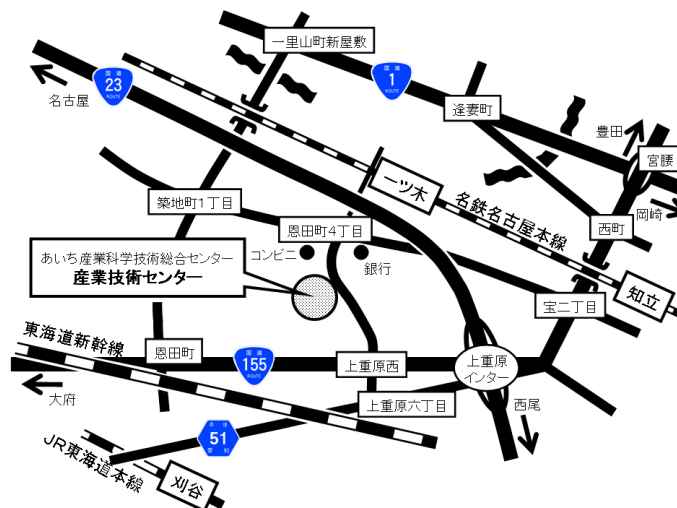 一里山町新屋敷
国道
23
ROUTE
名古屋
国道
1
ROUTE
逢妻町
豊田
宮腰
一ツ木
築地町1丁目
名鉄名古屋本線
岡崎
西町
恩田町4丁目
あいち産業科学技術総合センター
産業技術センター
コンビニ
銀行
知立
宝二丁目
東海道新幹線
恩田町
国道
155
ROUTE
上重原西
上重原
インター
大府
上重原六丁目
西尾
県道
51
愛知
JR東海道本線
刈谷